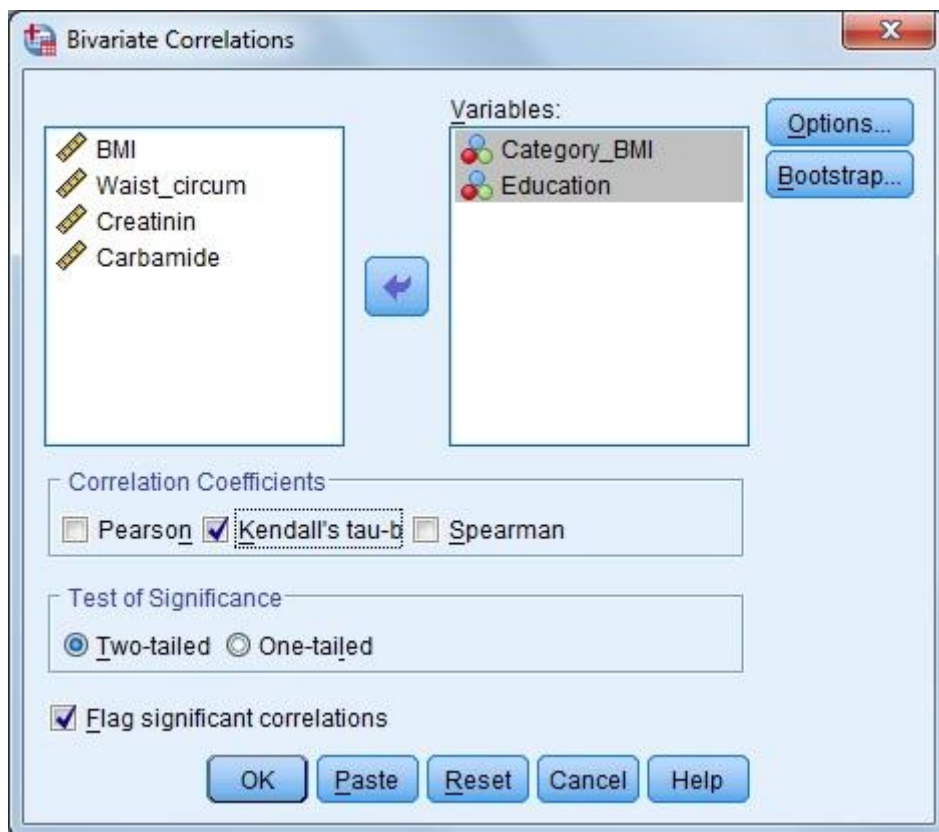 Bivariate Correlations
BMI
Waist_circum
Creatinin
Carbamide
Variables:
Category_BMI
Education
Options...
Bootstrap...
Correlation Coefficients
Pearson Kendall's tau-b Spearman
Test of Significance
Two-tailed One-tailed
Flag significant correlations
OK Paste Reset Cancel Help